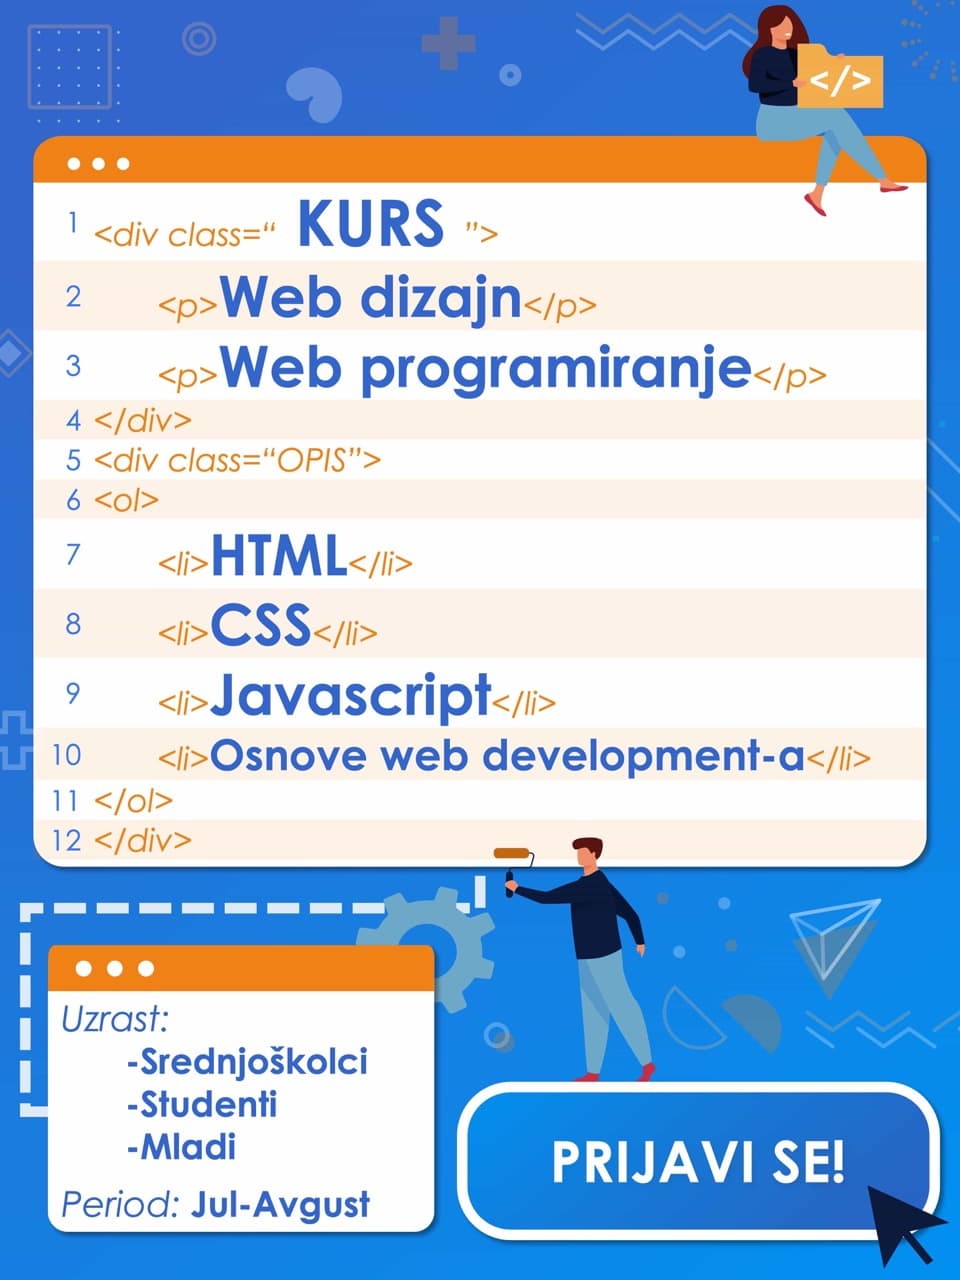 </>
1 <div class=“ KURS ”>
2 <p>Web dizajn</p>
3 <p>Web programiranje</p>
4 </div>
5 <div class=“OPIS”>
6 <ol>
7 <li>HTML</li>
8 <li>CSS</li>
9 <li>Javascript</li>
10 <li>Osnove web development-a</li>
11 </ol>
12 </div>
Uzrast:
-Srednjoškolci
-Studenti
-Mladi
Period: Jul-Avgust
PRIJAVI SE!